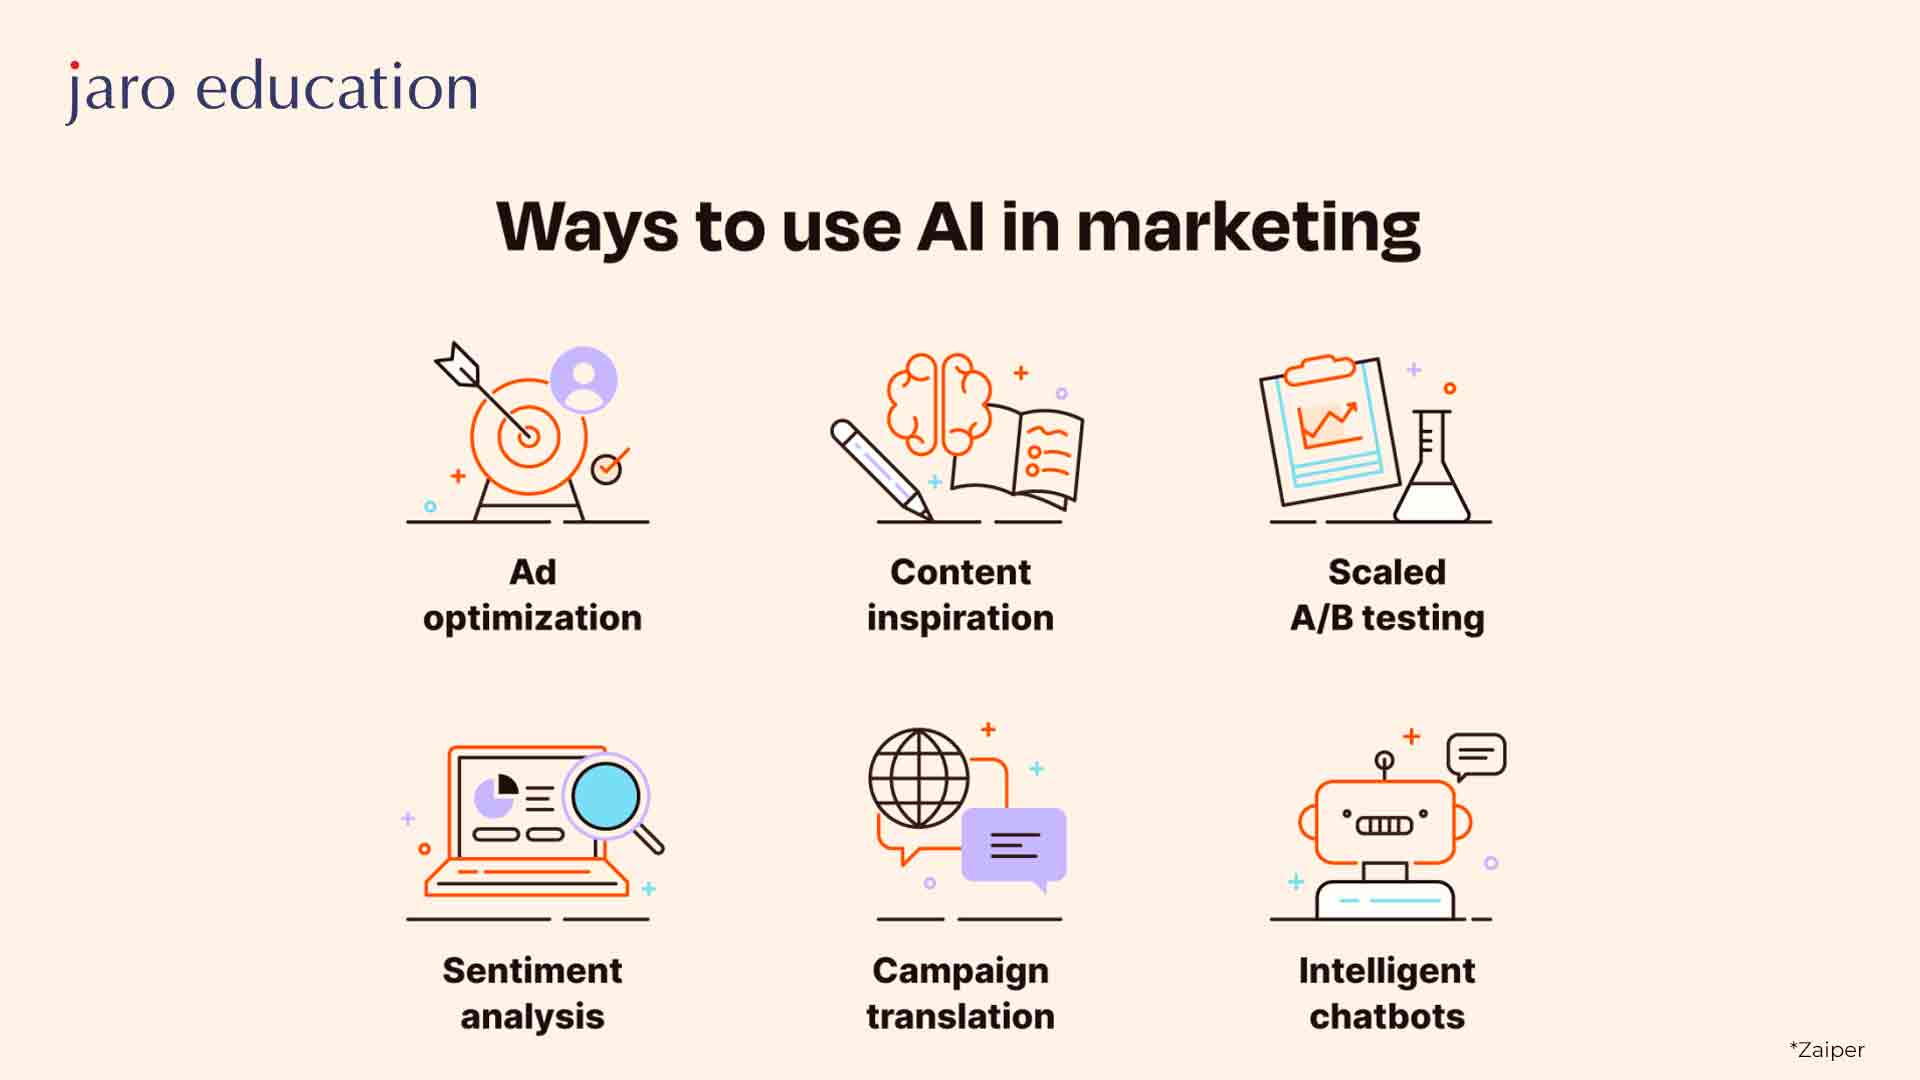 jaro education
Ways to use AI in marketing
Ad
optimization
Content
inspiration
Scaled
A/B testing
Sentiment
analysis
Campaign
translation
Intelligent
chatbots
*Zaiper